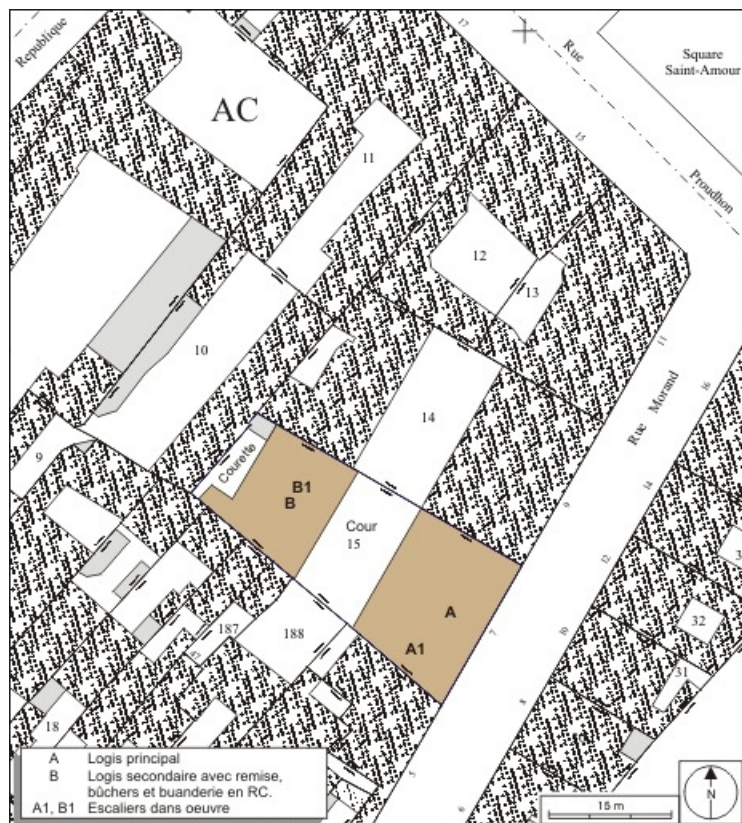 17
Rue
Square
Saint-Amour
Republique
AC
15
Proudhon
11
12
13
10
11
16
Rue Morand
14
14
9
Courette
B1
B
Cour
15
9
12
A
7
10
32
A1
187
188
47
31
8
18
5
6
A Logis principal
B Logis secondaire avec remise,
bûchers et buanderie en RC.
A1, B1 Escaliers dans oeuvre
15 m
N